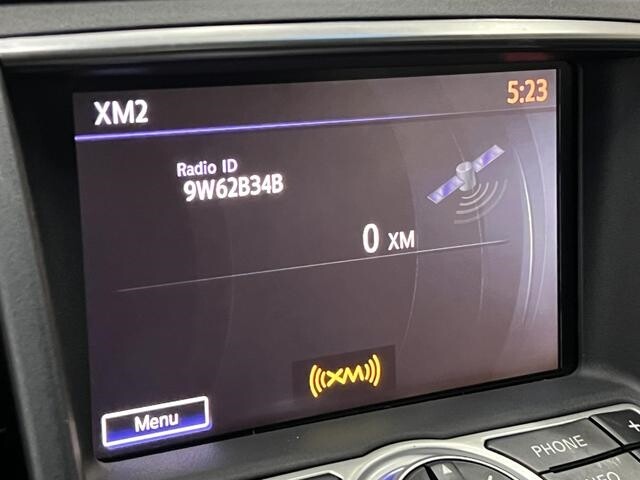 XM2
5:23
Radio ID
9W62B34B
0 XM
((XM))
Menu
PHONE
+